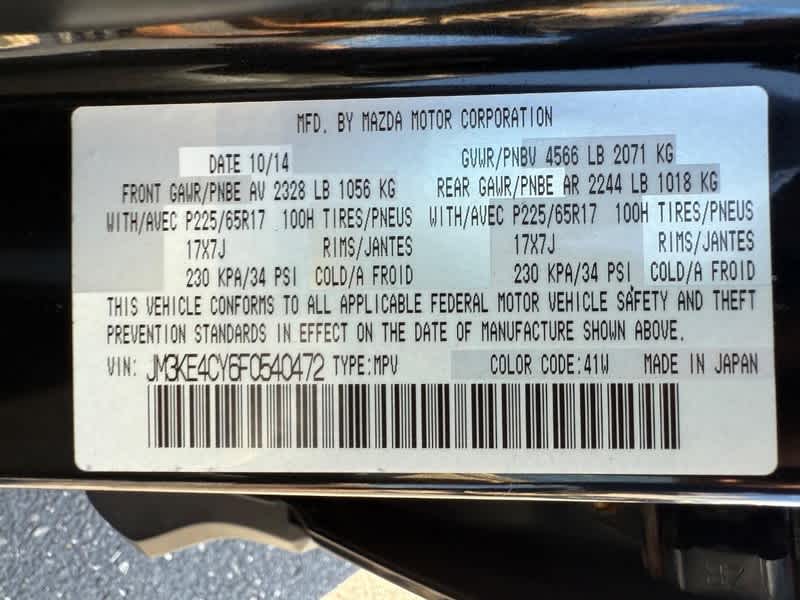 MFD. BY MAZDA MOTOR CORPORATION
DATE 10/14 GVWR/PNBV 4566 LB 2071 KG
FRONT GAWR/PNBE AV 2328 LB 1056 KG REAR GAWR/PNBE AR 2244 LB 1018 KG
WITH/AVEC P225/65R17 100H TIRES/PNEUS WITH/AVEC P225/65R17 100H TIRES/PNEUS
17X7J RIMS/JANTES 17X7J RIMS/JANTES
230 KPA/34 PSI COLD/A FROID 230 KPA/34 PSI COLD/A FROID
THIS VEHICLE CONFORMS TO ALL APPLICABLE FEDERAL MOTOR VEHICLE SAFETY AND THEFT
PREVENTION STANDARDS IN EFFECT ON THE DATE OF MANUFACTURE SHOWN ABOVE.
VIN: JM3KE4CY6F0540472 TYPE:MPV COLOR CODE:41W MADE IN JAPAN